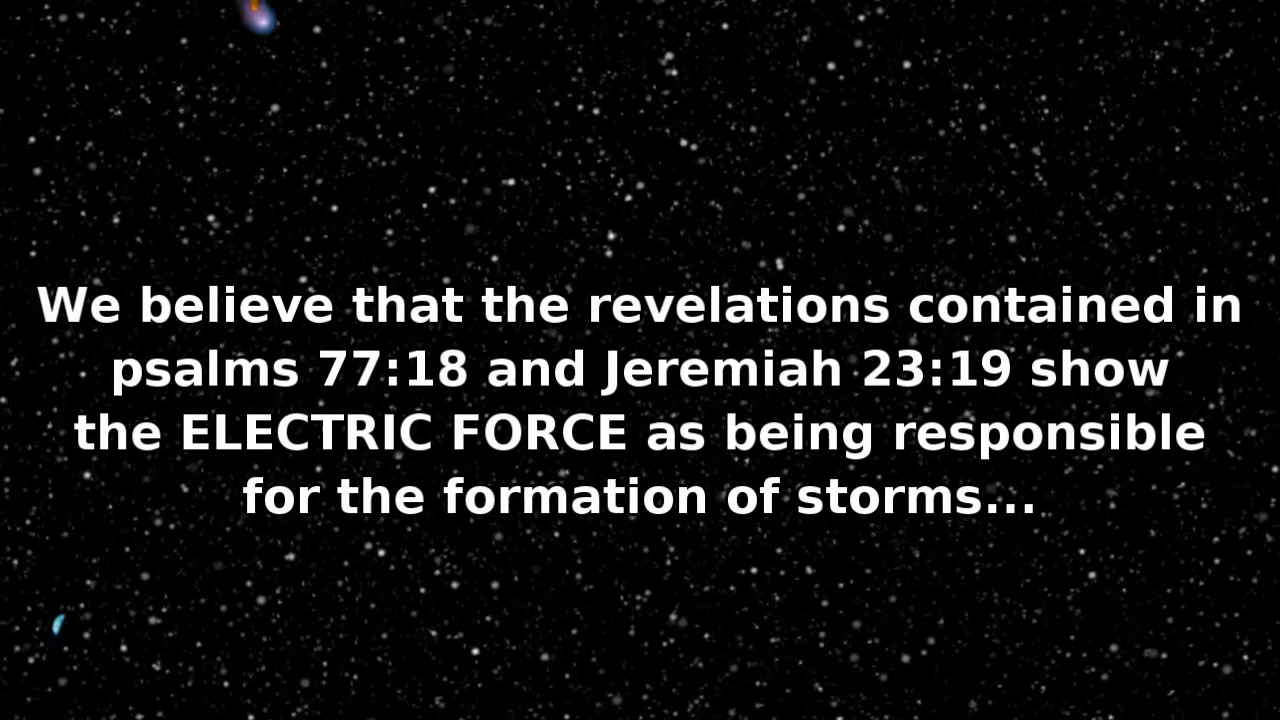 We believe that the revelations contained in
psalms 77:18 and Jeremiah 23:19 show
the ELECTRIC FORCE as being responsible
for the formation of storms...